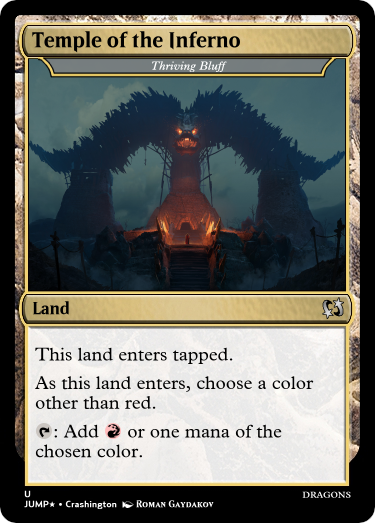 Temple of the Inferno
Thriving Bluff
Land
This land enters tapped.
As this land enters, choose a color
other than red.
: Add or one mana of the
chosen color.
U
JUMP★ • Crashington Roman Gaydakov
DRAGONS